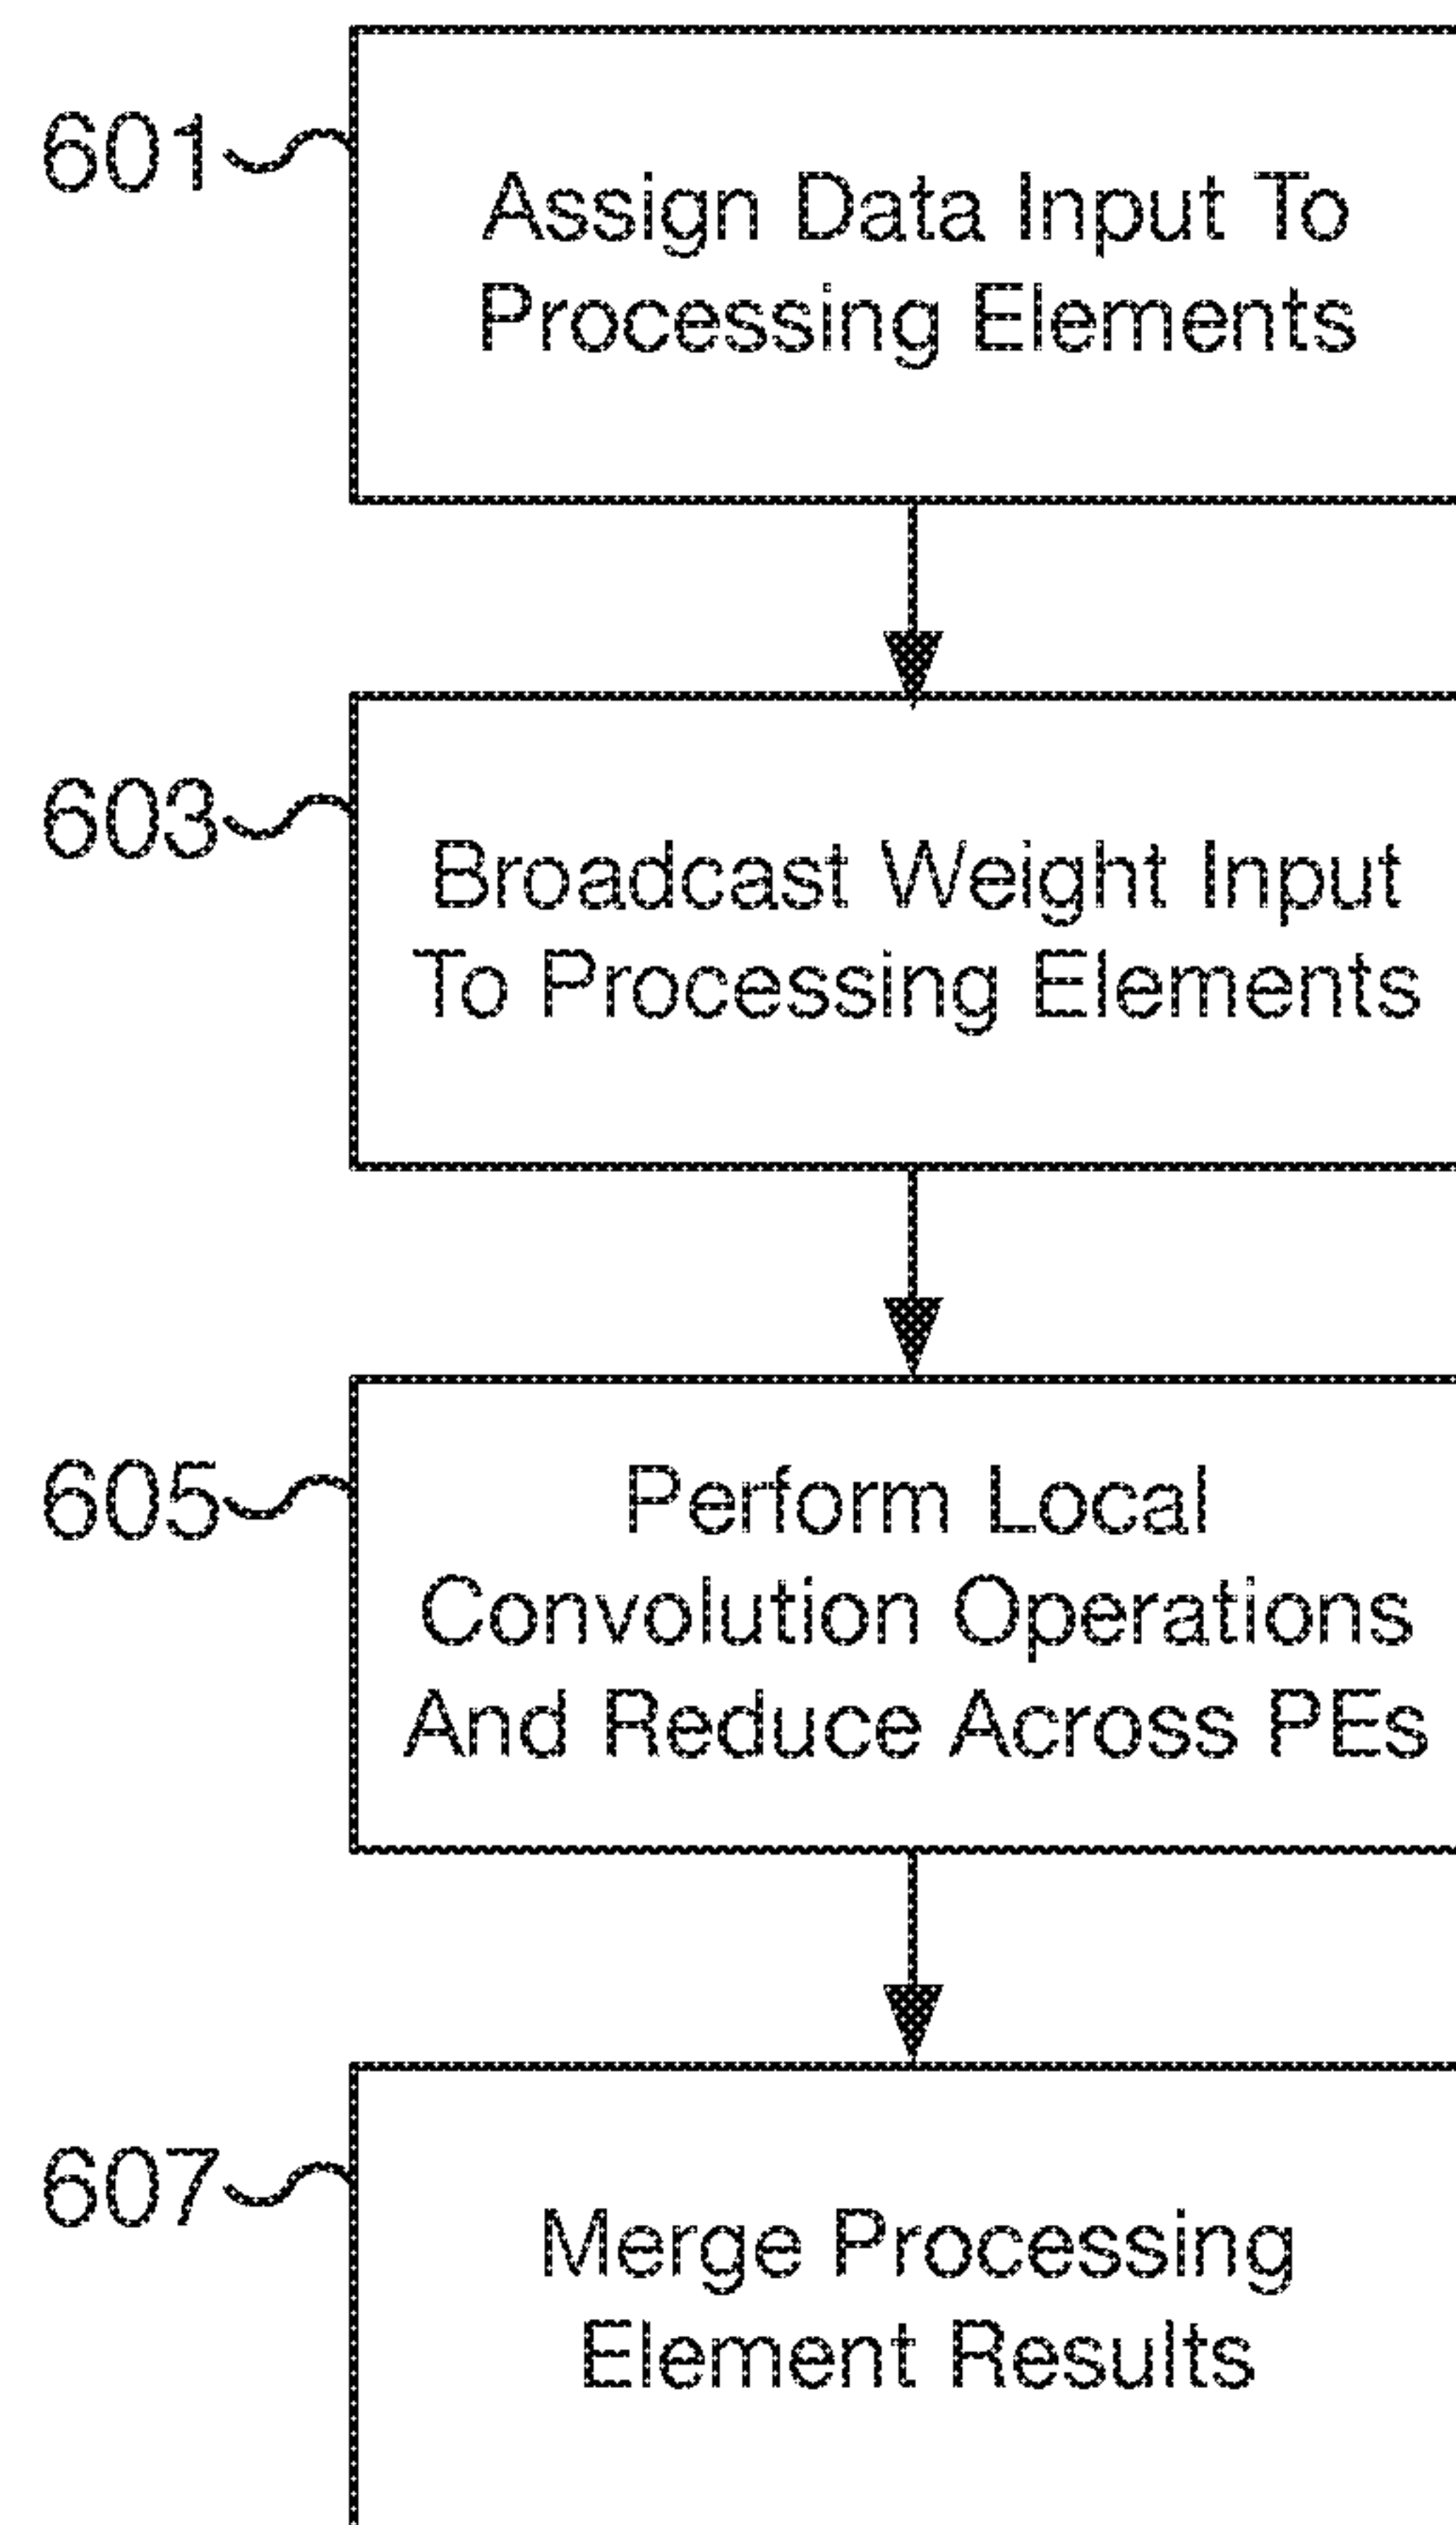 601
Assign Data Input To
Processing Elements
603
Broadcast Weight Input
To Processing Elements
605
Perform Local
Convolution Operations
And Reduce Across PEs
607
Merge Processing
Element Results